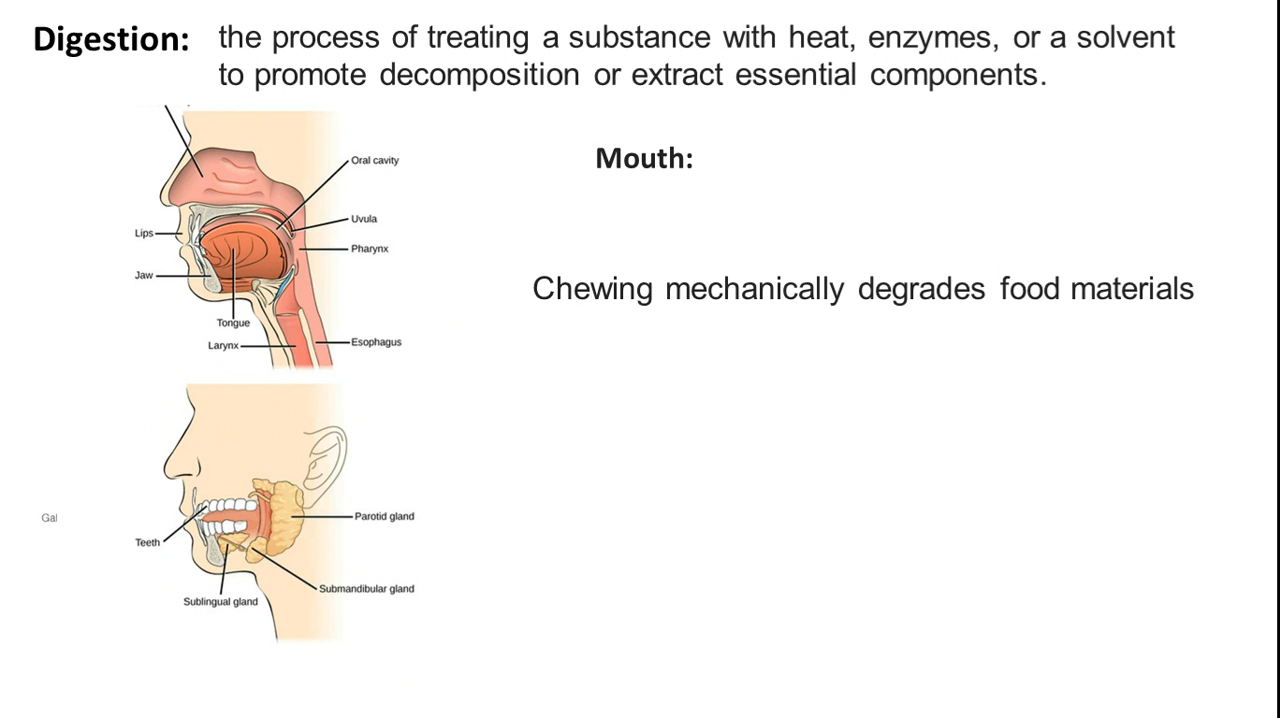 Digestion: the process of treating a substance with heat, enzymes, or a solvent
to promote decomposition or extract essential components.
Mouth:
Chewing mechanically degrades food materials
Oral cavity
Uvula
Lips
Pharynx
Jaw
Tongue
Larynx
Esophagus
Gal
Parotid gland
Teeth
Submandibular gland
Sublingual gland